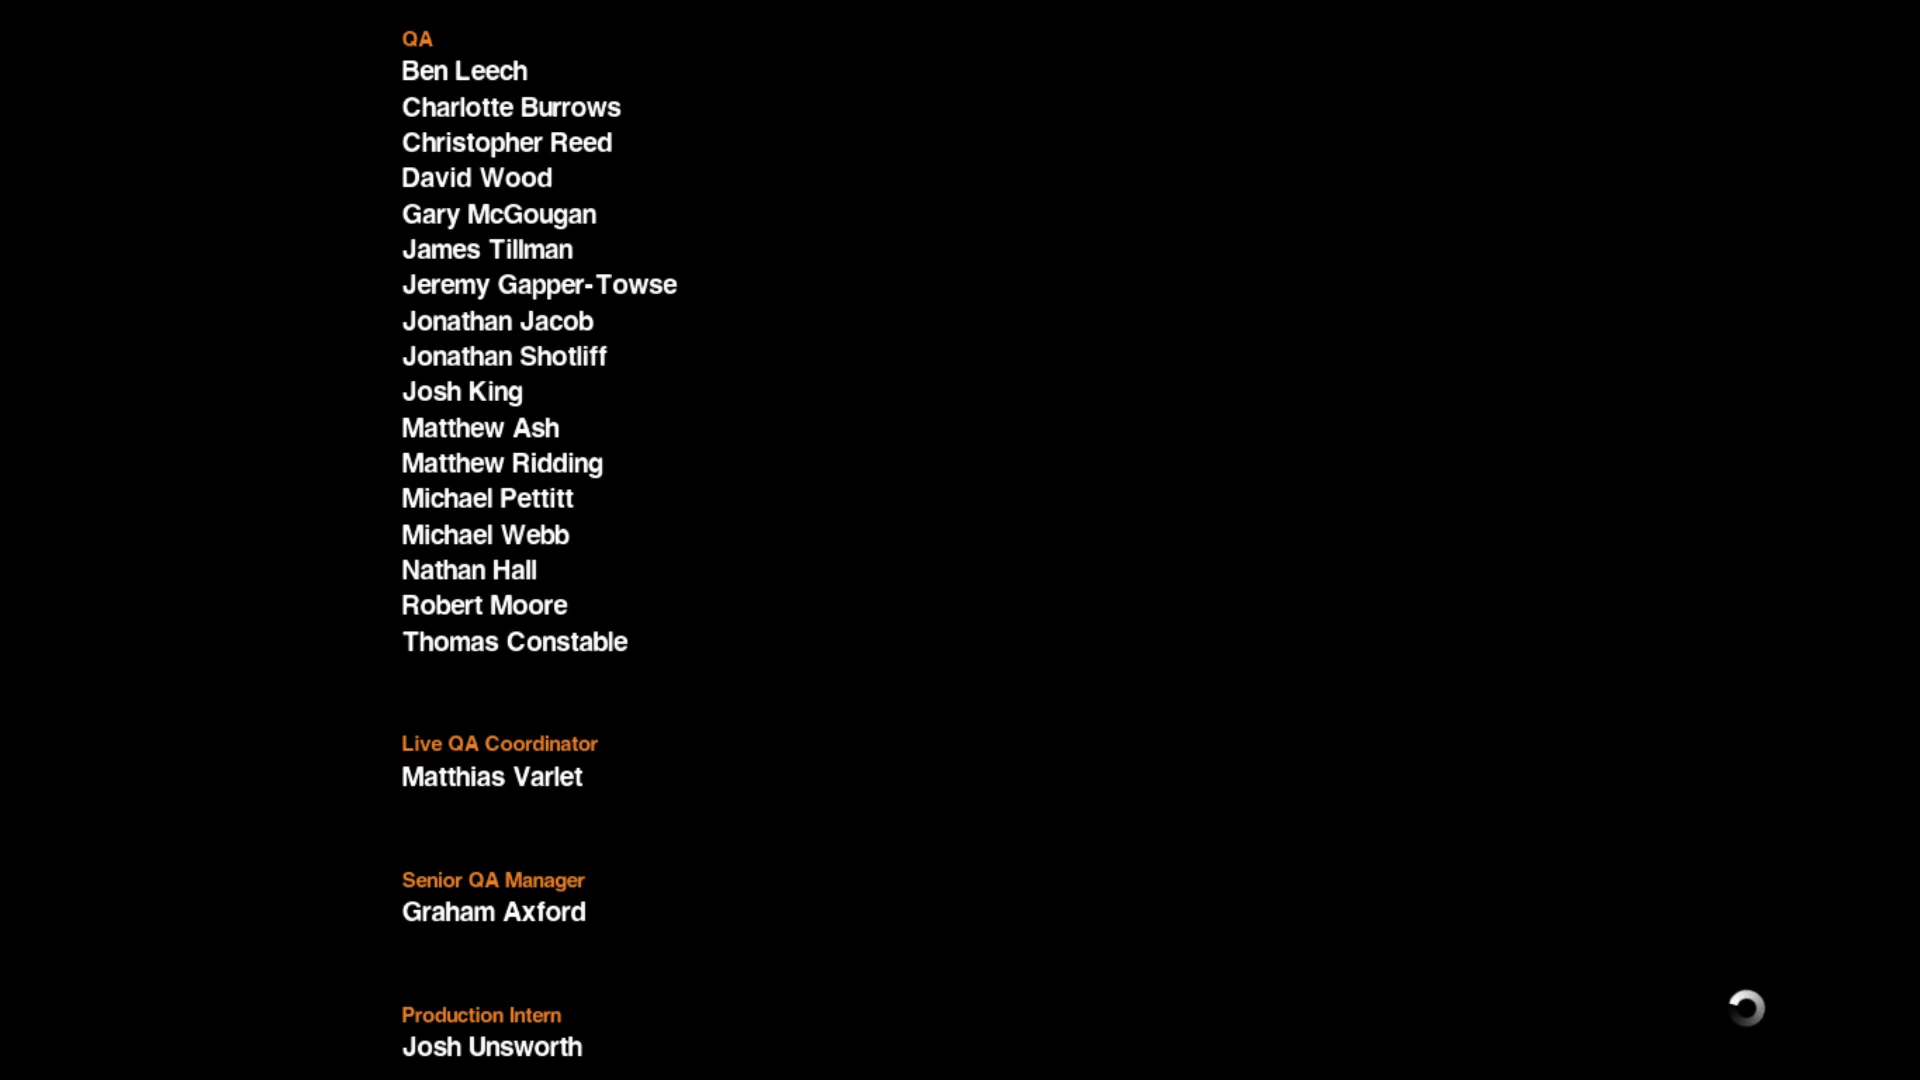 QA
Ben Leech
Charlotte Burrows
Christopher Reed
David Wood
Gary McGougan
James Tillman
Jeremy Gapper-Towse
Jonathan Jacob
Jonathan Shotliff
Josh King
Matthew Ash
Matthew Ridding
Michael Pettitt
Michael Webb
Nathan Hall
Robert Moore
Thomas Constable
Live QA Coordinator
Matthias Varlet
Senior QA Manager
Graham Axford
Production Intern
Josh Unsworth